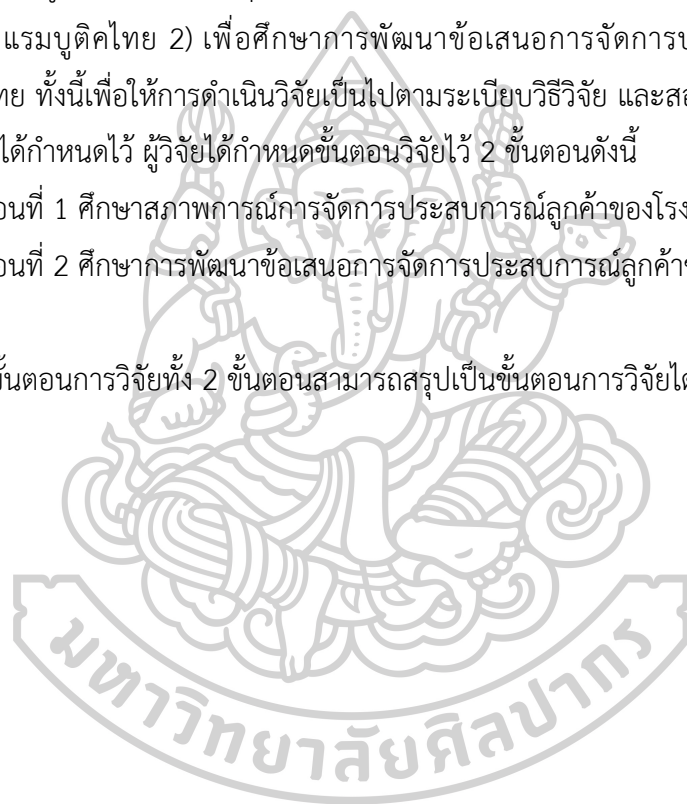 แรมบูติคไทย 2) เพื่อศึกษาการพัฒนาข้อเสนอการจัดการป
ทย ทั้งนี้เพื่อให้การดำเนินวิจัยเป็นไปตามระเบียบวิธีวิจัย และสอ
ได้กำหนดไว้ ผู้วิจัยได้กำหนดขั้นตอนวิจัยไว้ 2 ขั้นตอนดังนี้
อนที่ 1 ศึกษาสภาพการณ์การจัดการประสบการณ์ลูกค้าของโรง
อนที่ 2 ศึกษาการพัฒนาข้อเสนอการจัดการประสบการณ์ลูกค้าข
ขั้นตอนการวิจัยทั้ง 2 ขั้นตอนสามารถสรุปเป็นขั้นตอนการวิจัยได
มหาวิทยาลัยศิลปากร